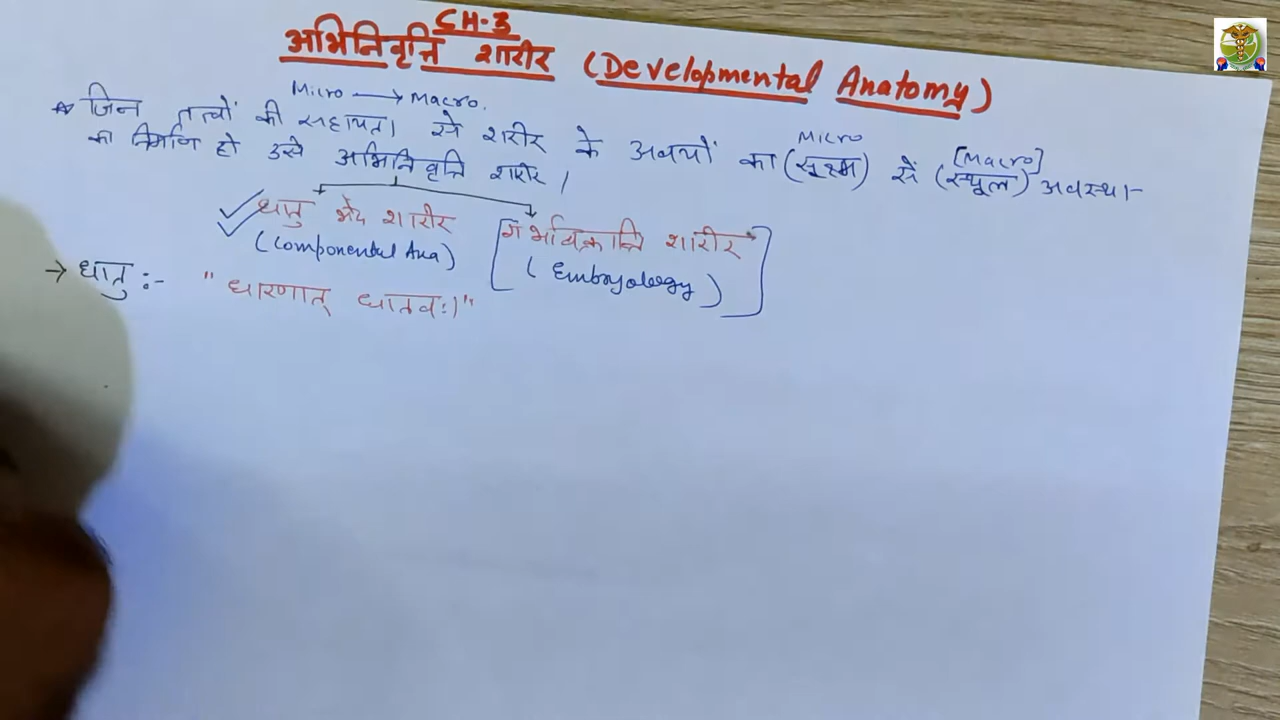 CH-3
अभिनिवृत्ति शारीर (Developmental Anatomy)
Micro → Macro.
* जिन तत्वों की सहायता से शरीर के अवयवों का (सूक्ष्म) से (स्थूल) अवस्था-
Micro [Macro]
का निर्माण हो उसे अभिनिवृत्ति शारीर /
धातु भेद शारीर
(Componental Ana)
[गर्भावक्रान्ति शारीर]
(Embryology)
→ धातु :- "धारणात् धातवः।"